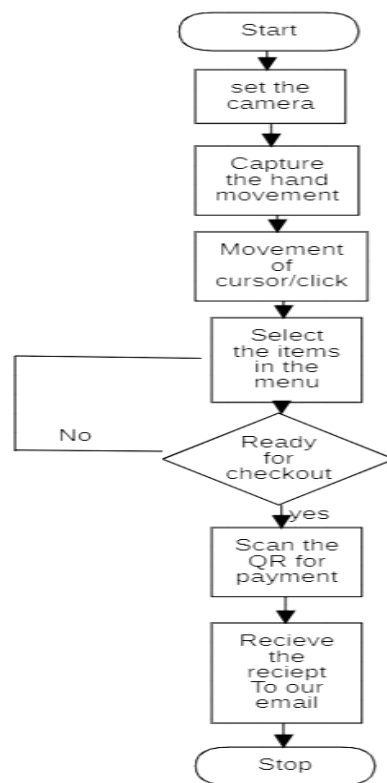 Start
set the
camera
Capture
the hand
movement
Movement
of
cursor/click
Select
the items
in the
menu
No
Ready
for
checkout
yes
Scan the
QR for
payment
Recieve
the
reciept
To our
email
Stop